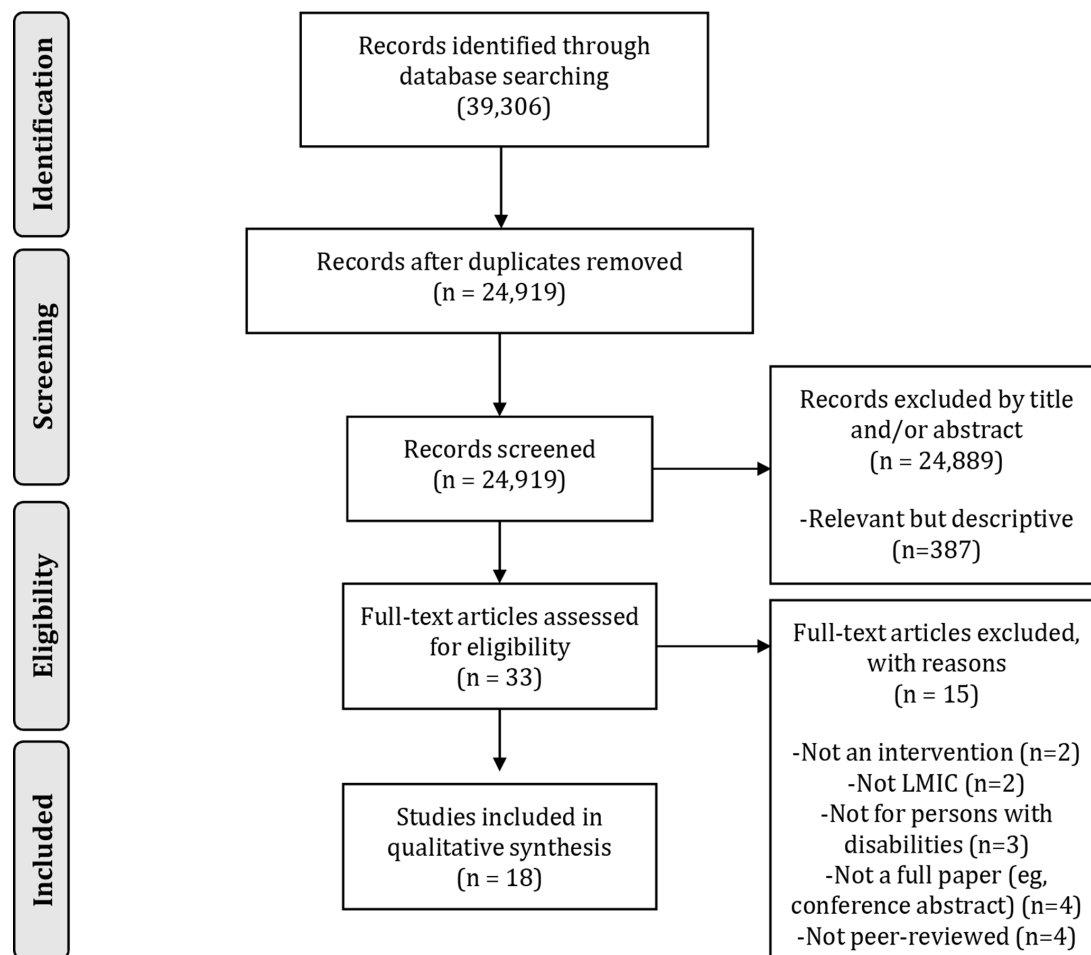 Identification
Records identified through
database searching
(39,306)
Records after duplicates removed
(n = 24,919)
Screening
Records screened
(n = 24,919)
Records excluded by title
and/or abstract
(n = 24,889)
-Relevant but descriptive
(n=387)
Eligibility
Full-text articles assessed
for eligibility
(n = 33)
Full-text articles excluded,
with reasons
(n = 15)
-Not an intervention (n=2)
-Not LMIC (n=2)
-Not for persons with
disabilities (n=3)
-Not a full paper (eg,
conference abstract) (n=4)
-Not peer-reviewed (n=4)
Included
Studies included in
qualitative synthesis
(n = 18)